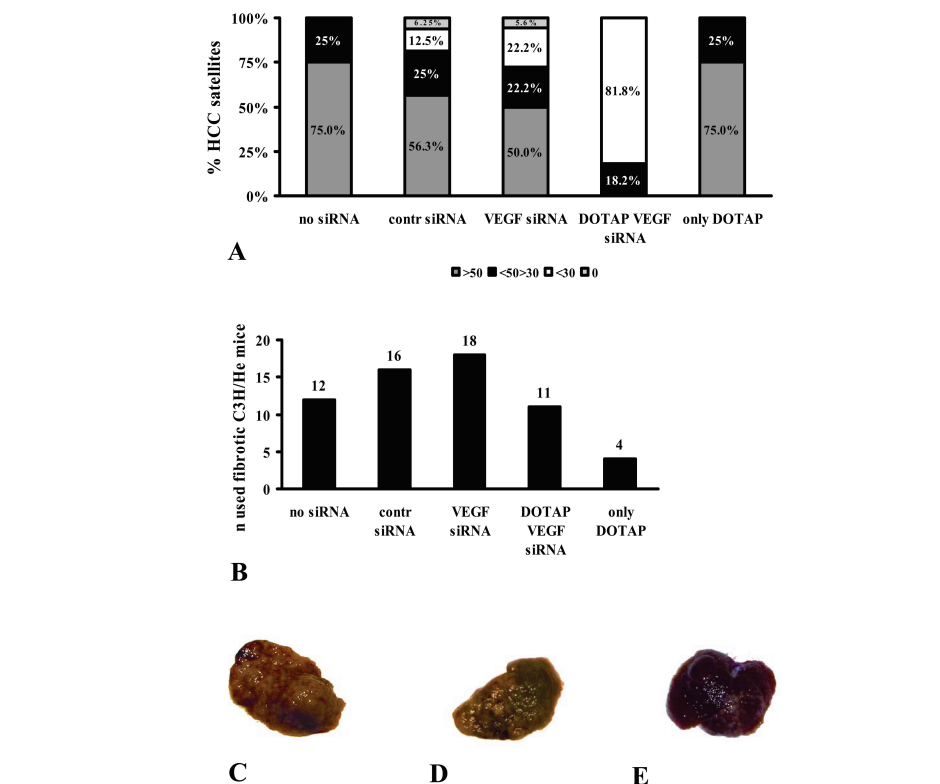 % HCC satellites
100%
75%
50%
25%
0%
25%
75.0%
6.25%
12.5%
25%
56.3%
5.6%
22.2%
22.2%
50.0%
81.8%
18.2%
25%
75.0%
no siRNA contr siRNA VEGF siRNA DOTAP VEGF only DOTAP
siRNA
A
>50 <50>30 <30 0
n used fibrotic C3H/He mice
20
15
10
5
0
12
16
18
11
4
no siRNA contr VEGF DOTAP only
siRNA siRNA VEGF DOTAP
siRNA
B
C D E